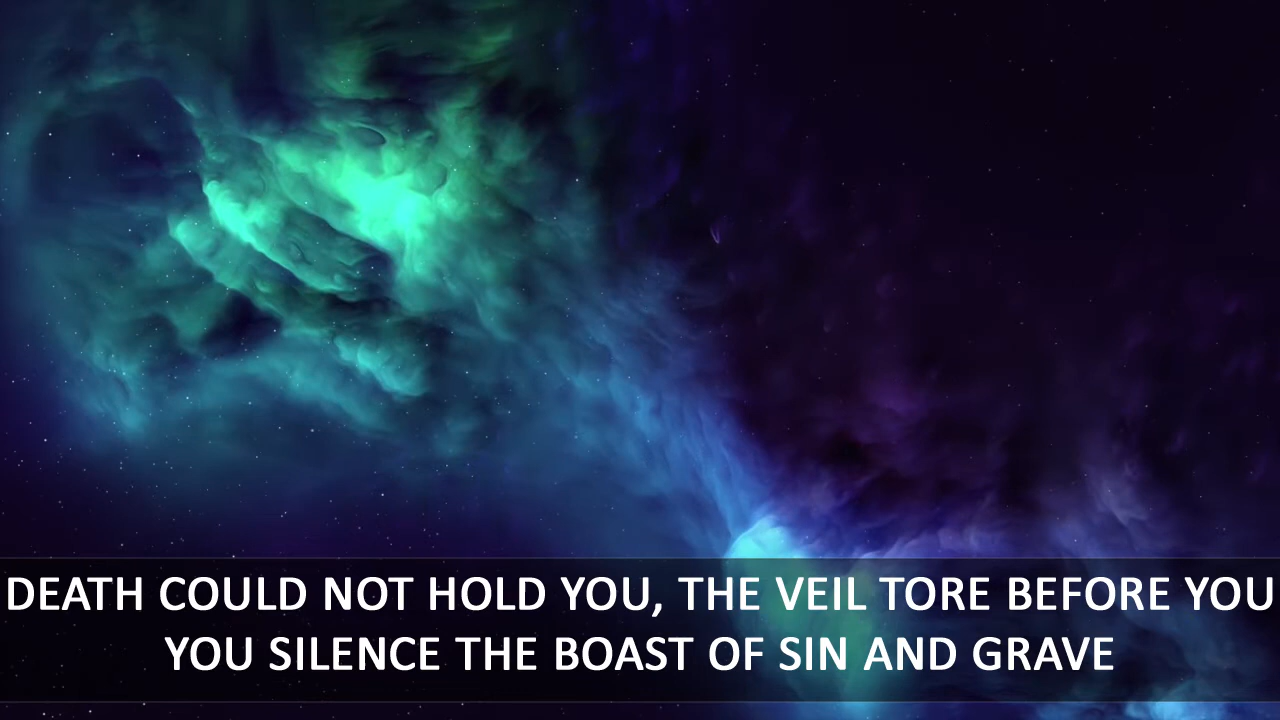 DEATH COULD NOT HOLD YOU, THE VEIL TORE BEFORE YOU
YOU SILENCE THE BOAST OF SIN AND GRAVE